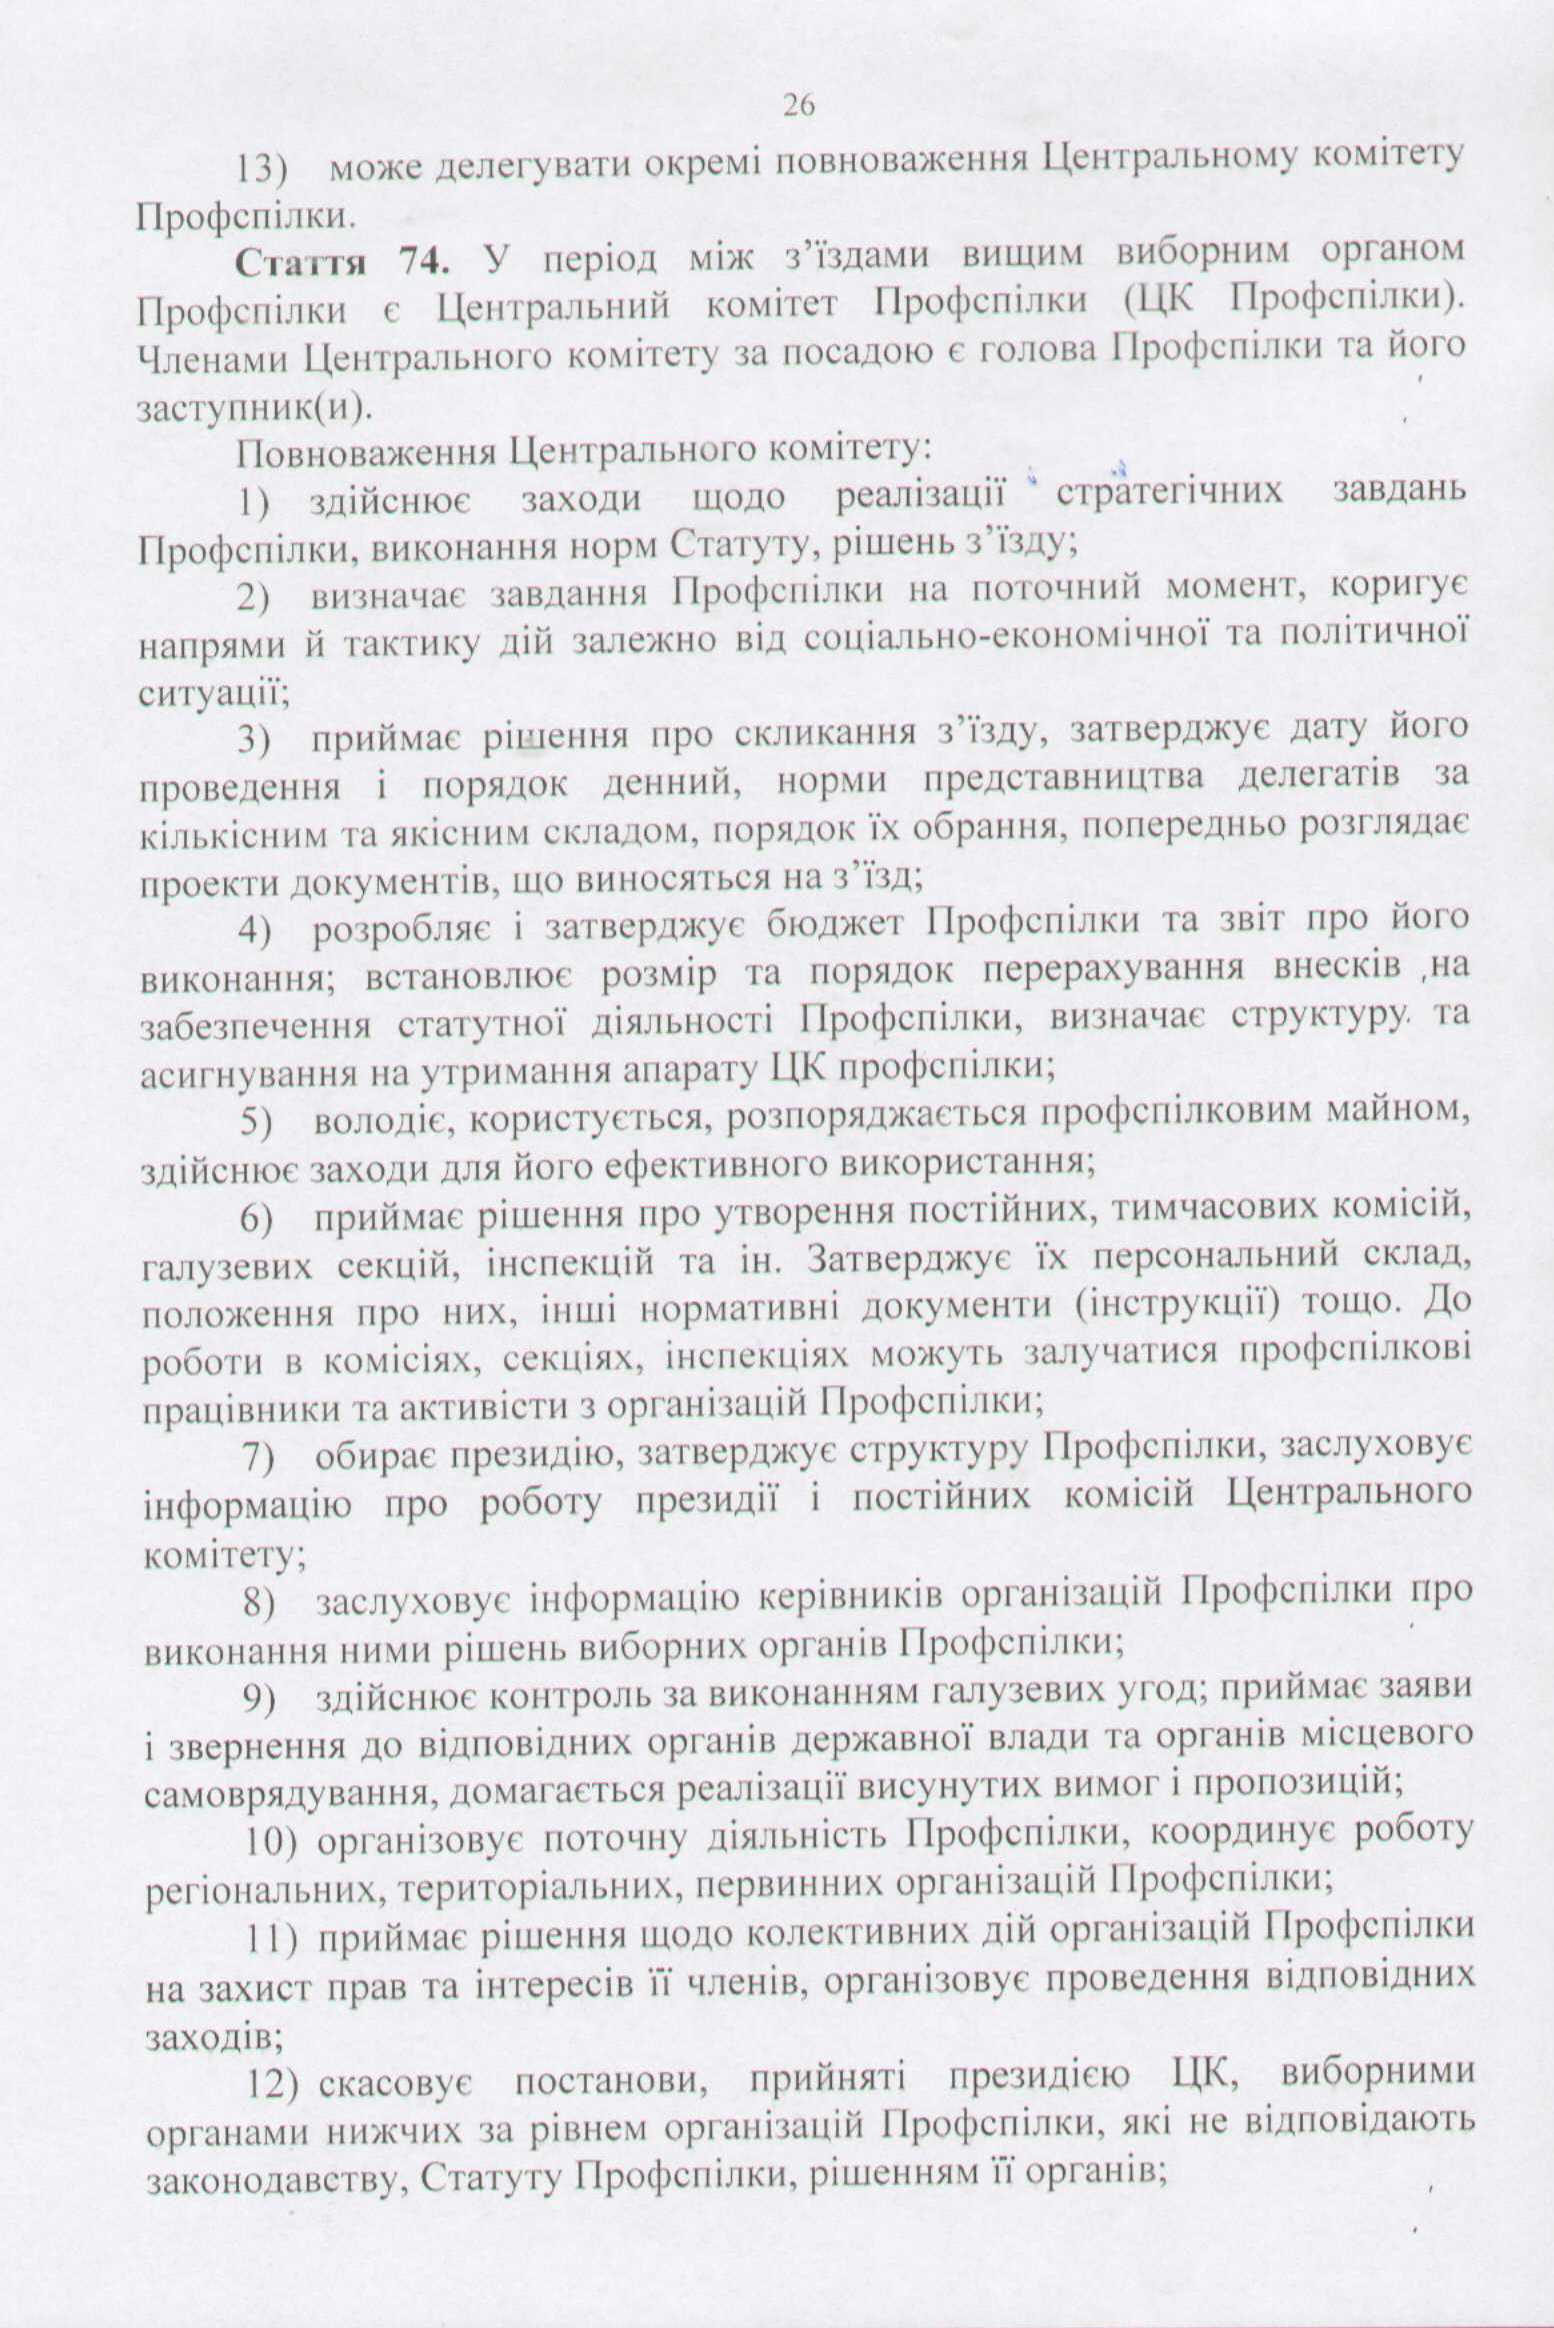 26
13) може делегувати окремі повноваження Центральному комітету
Профспілки.
Стаття 74. У період між з’їздами вищим виборним органом
Профспілки є Центральний комітет Профспілки (ЦК Профспілки).
Членами Центрального комітету за посадою є голова Профспілки та його
заступник(и).
Повноваження Центрального комітету:
1) здійснює заходи щодо реалізації стратегічних завдань
Профспілки, виконання норм Статуту, рішень з’їзду;
2) визначає завдання Профспілки на поточний момент, коригує
напрями й тактику дій залежно від соціально-економічної та політичної
ситуації;
3) приймає рішення про скликання з’їзду, затверджує дату його
проведення і порядок денний, норми представництва делегатів за
кількісним та якісним складом, порядок їх обрання, попередньо розглядає
проекти документів, що виносяться на з’їзд;
4) розробляє і затверджує бюджет Профспілки та звіт про його
виконання; встановлює розмір та порядок перерахування внесків на
забезпечення статутної діяльності Профспілки, визначає структуру та
асигнування на утримання апарату ЦК профспілки;
5) володіє, користується, розпоряджається профспілковим майном,
здійснює заходи для його ефективного використання;
6) приймає рішення про утворення постійних, тимчасових комісій,
галузевих секцій, інспекцій та ін. Затверджує їх персональний склад,
положення про них, інші нормативні документи (інструкції) тощо. До
роботи в комісіях, секціях, інспекціях можуть залучатися профспілкові
працівники та активісти з організацій Профспілки;
7) обирає президію, затверджує структуру Профспілки, заслуховує
інформацію про роботу президії і постійних комісій Центрального
комітету;
8) заслуховує інформацію керівників організацій Профспілки про
виконання ними рішень виборних органів Профспілки;
9) здійснює контроль за виконанням галузевих угод; приймає заяви
і звернення до відповідних органів державної влади та органів місцевого
самоврядування, домагається реалізації висунутих вимог і пропозицій;
10) організовує поточну діяльність Профспілки, координує роботу
регіональних, територіальних, первинних організацій Профспілки;
11) приймає рішення щодо колективних дій організацій Профспілки
на захист прав та інтересів її членів, організовує проведення відповідних
заходів;
12) скасовує постанови, прийняті президією ЦК, виборними
органами нижчих за рівнем організацій Профспілки, які не відповідають
законодавству, Статуту Профспілки, рішенням її органів;